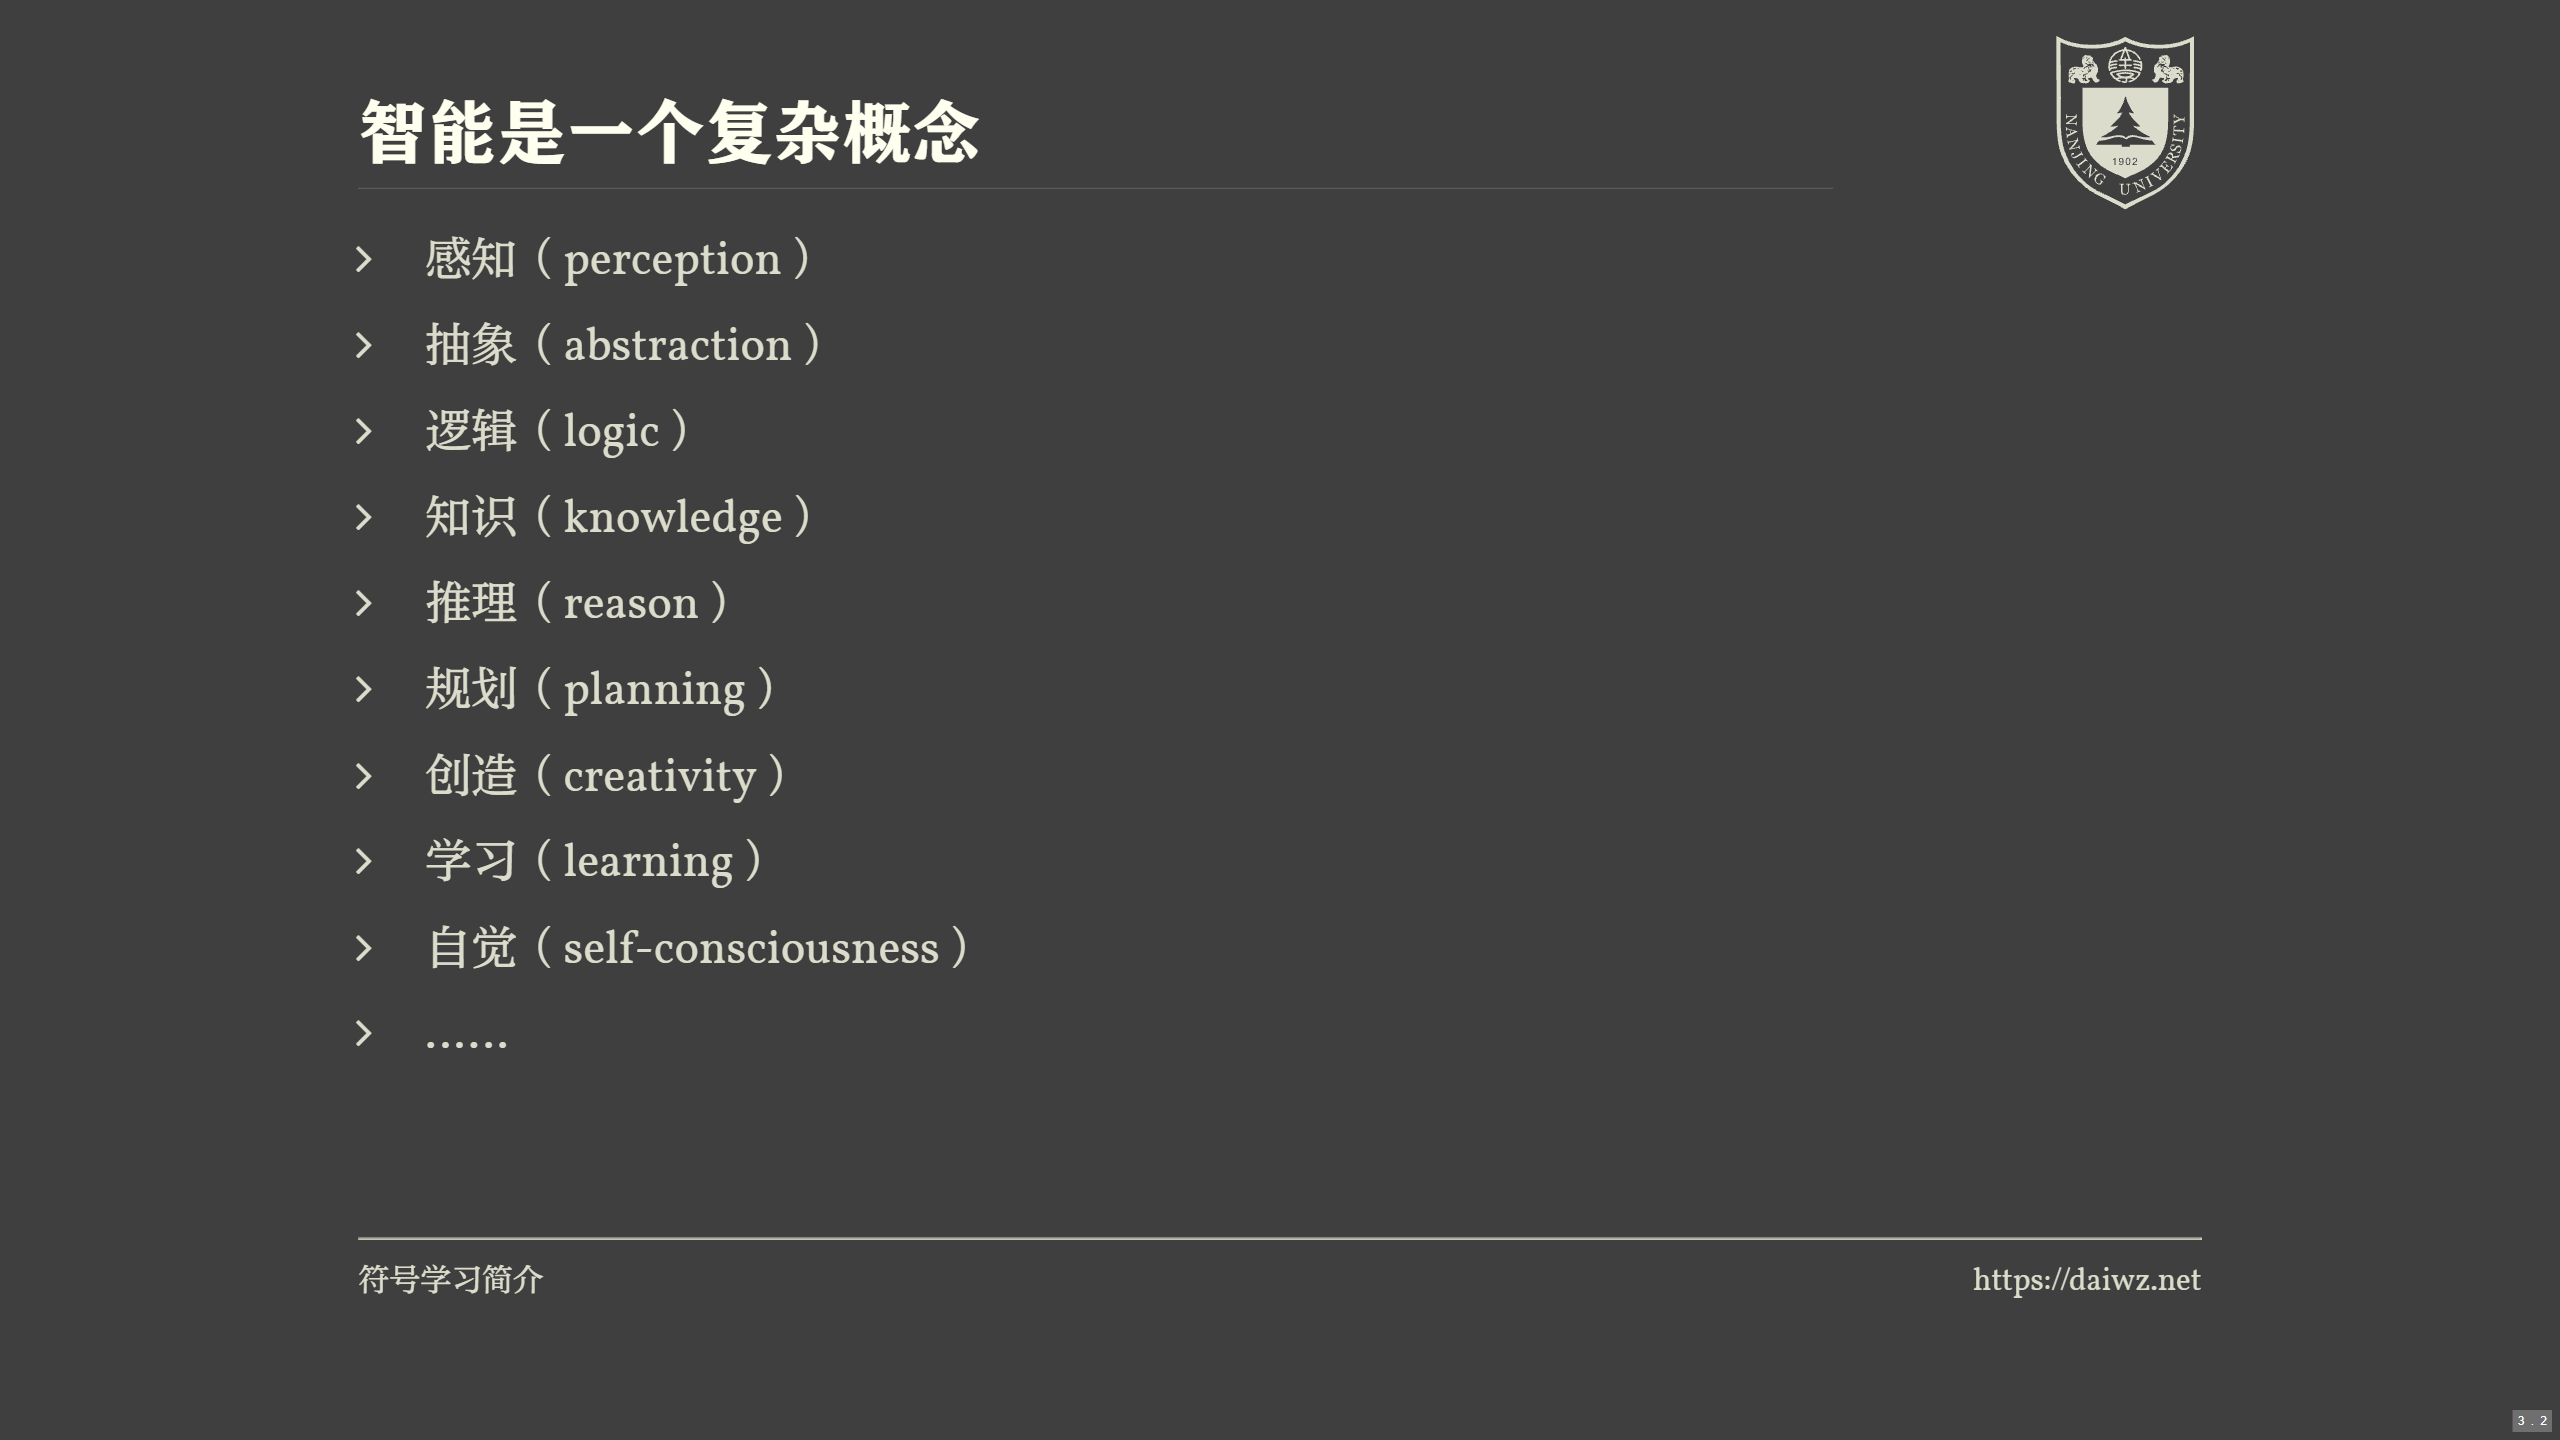 智能是一个复杂概念
NANJING UNIVERSITY
1902
感知（perception）
抽象（abstraction）
逻辑（logic）
知识（knowledge）
推理（reason）
规划（planning）
创造（creativity）
学习（learning）
自觉（self-consciousness）
……
符号学习简介
https://daiwz.net
3.2